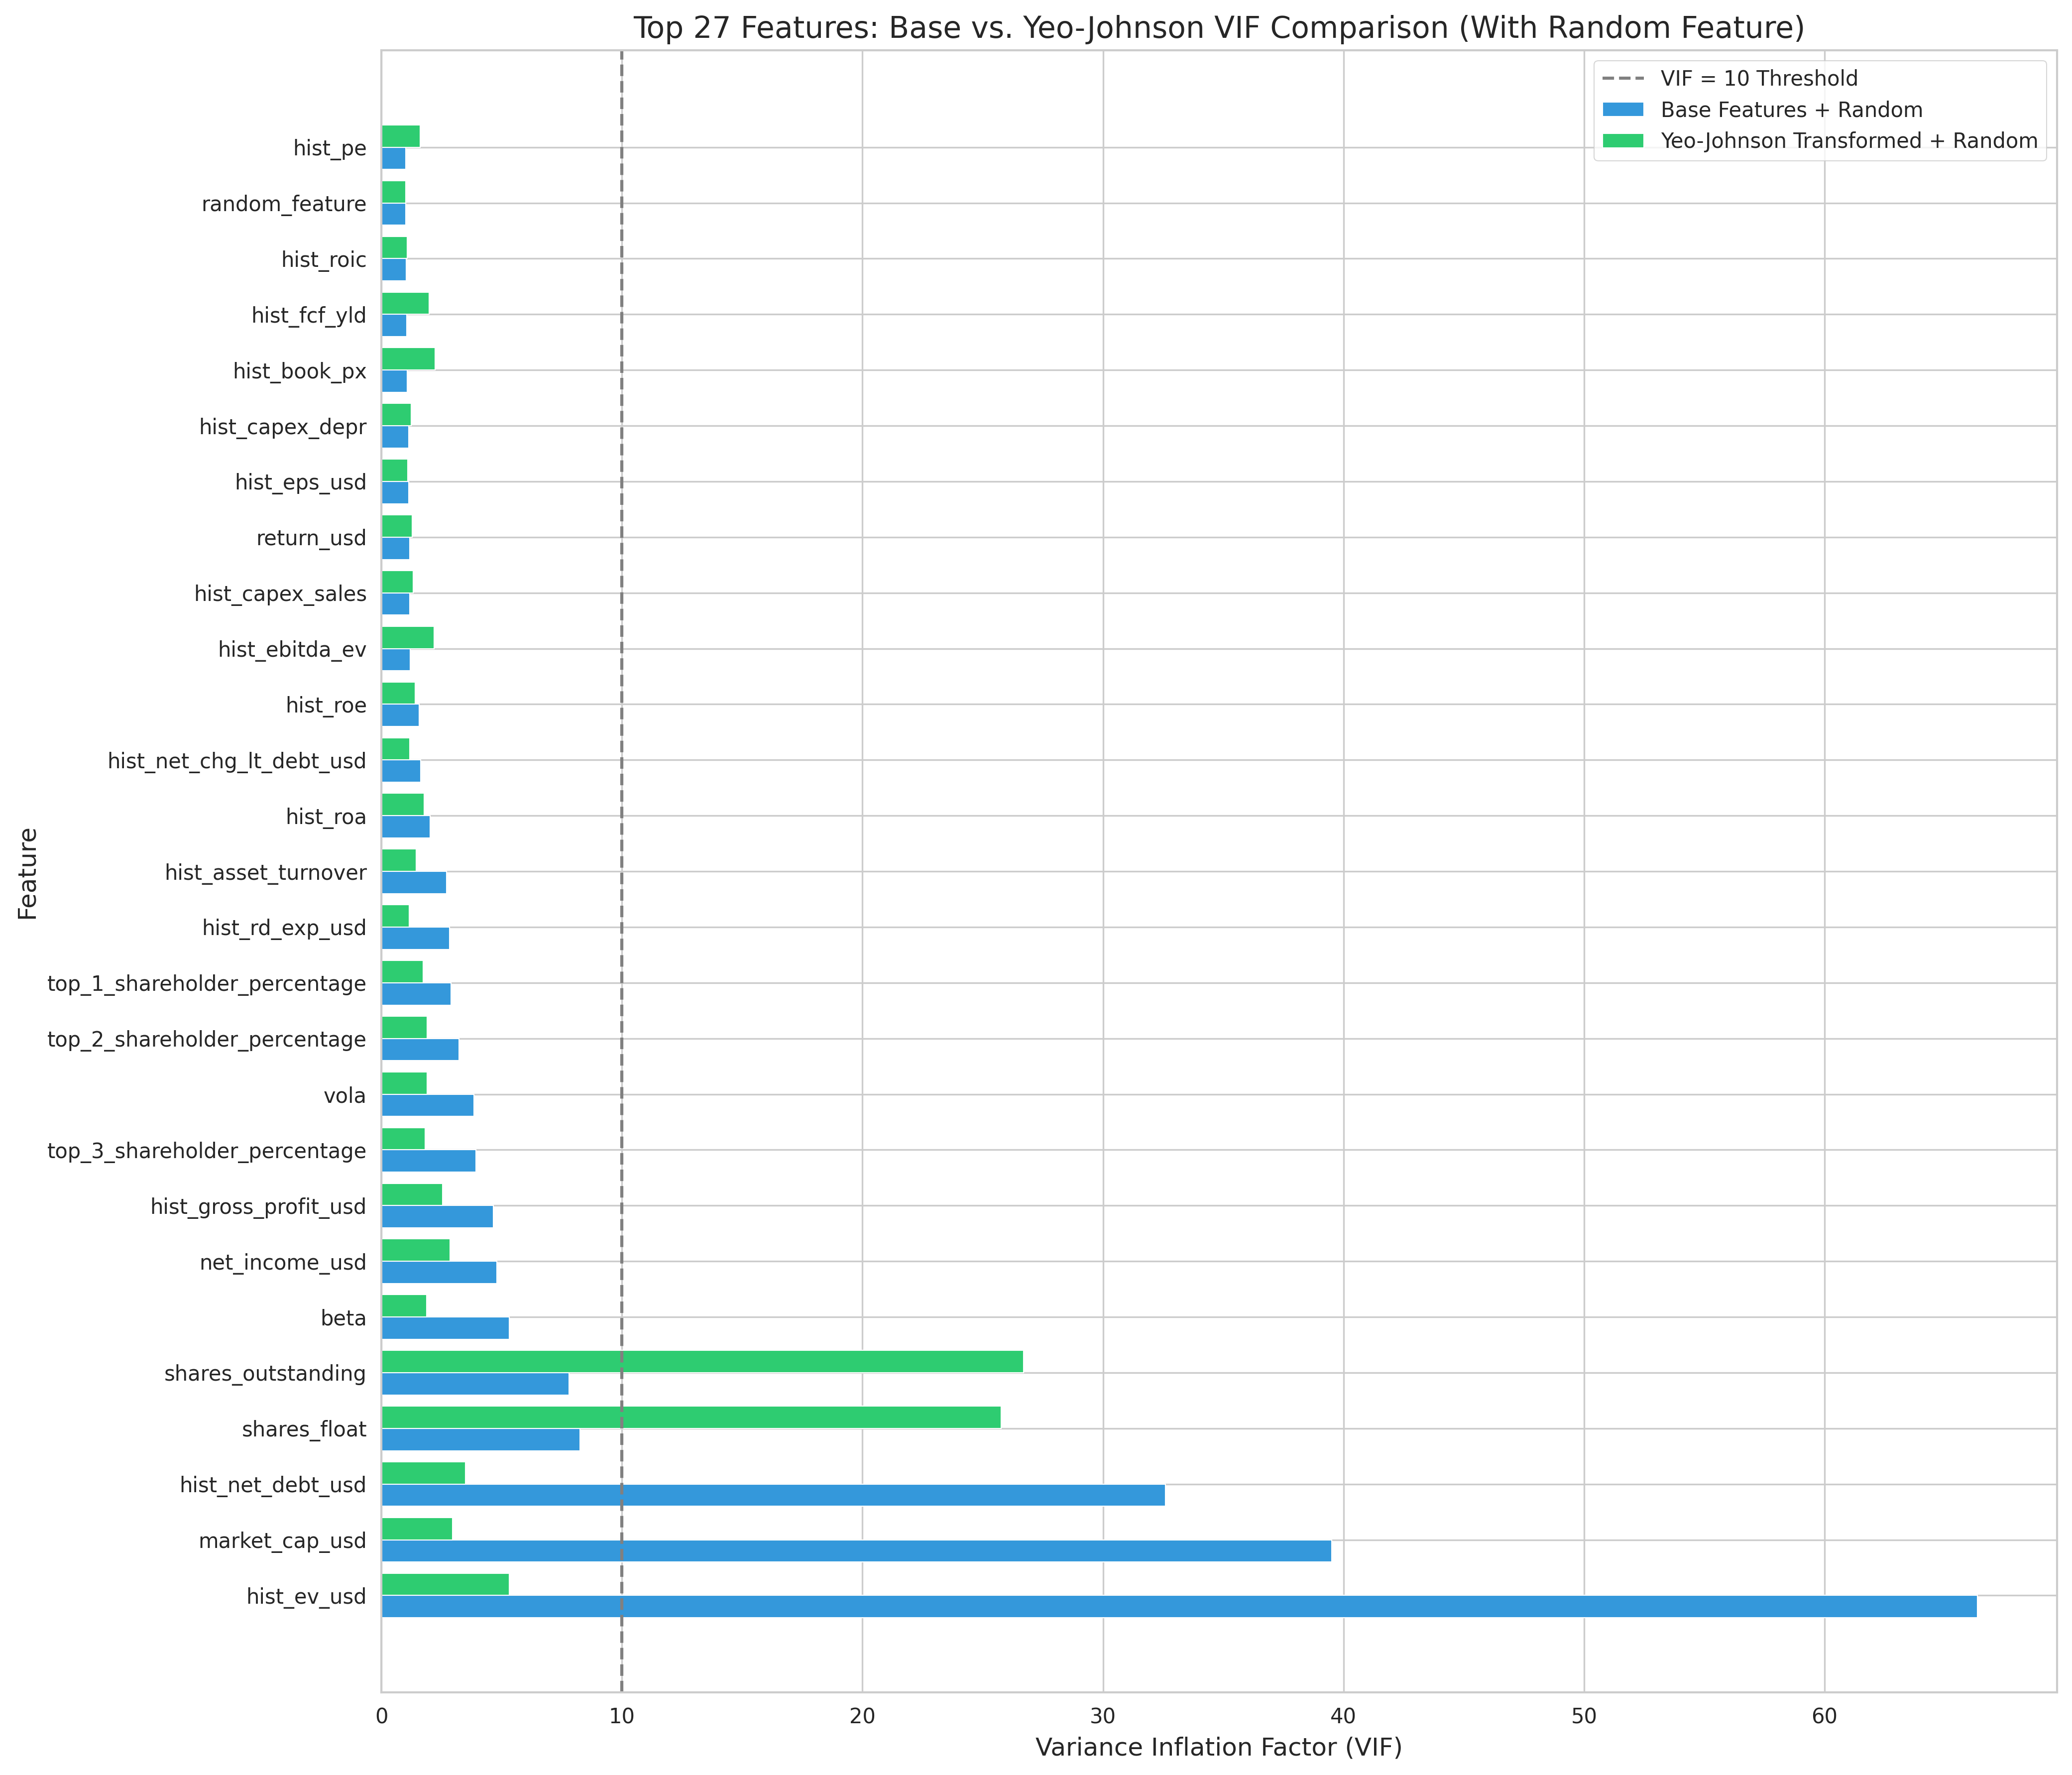 Top 27 Features: Base vs. Yeo-Johnson VIF Comparison (With Random Feature)
VIF = 10 Threshold
Base Features + Random
Yeo-Johnson Transformed + Random
Feature
hist_pe
random_feature
hist_roic
hist_fcf_yld
hist_book_px
hist_capex_depr
hist_eps_usd
return_usd
hist_capex_sales
hist_ebitda_ev
hist_roe
hist_net_chg_lt_debt_usd
hist_roa
hist_asset_turnover
hist_rd_exp_usd
top_1_shareholder_percentage
top_2_shareholder_percentage
vola
top_3_shareholder_percentage
hist_gross_profit_usd
net_income_usd
beta
shares_outstanding
shares_float
hist_net_debt_usd
market_cap_usd
hist_ev_usd
0 10 20 30 40 50 60
Variance Inflation Factor (VIF)